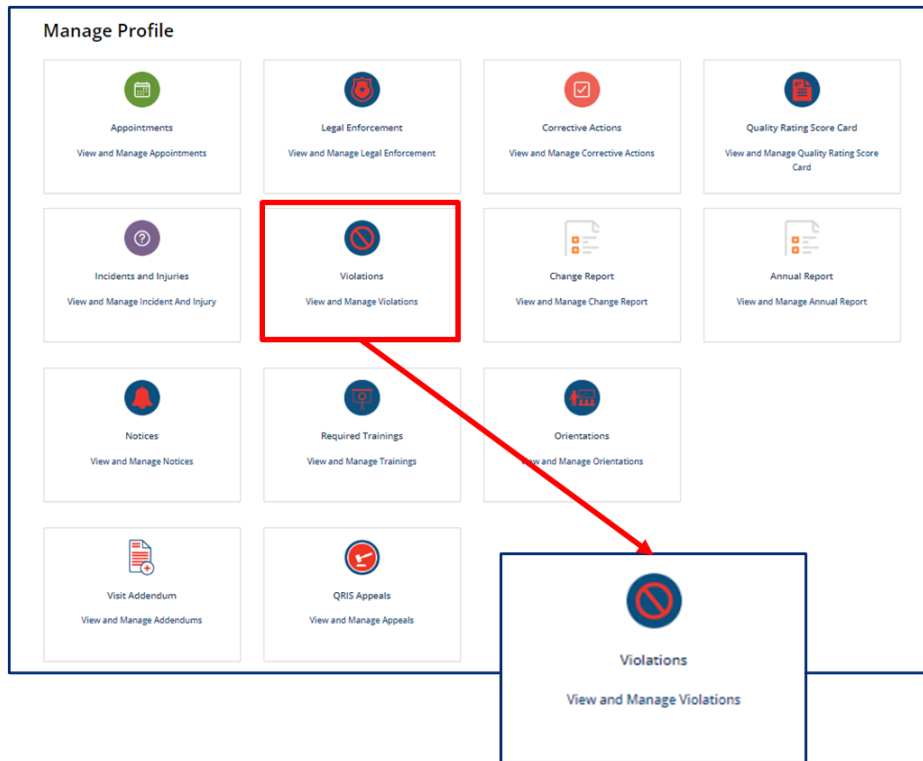 Manage Profile
Appointments
View and Manage Appointments
Legal Enforcement
View and Manage Legal Enforcement
Corrective Actions
View and Manage Corrective Actions
Quality Rating Score Card
View and Manage Quality Rating Score
Card
Incidents and Injuries
View and Manage Incident And Injury
Violations
View and Manage Violations
Change Report
View and Manage Change Report
Annual Report
View and Manage Annual Report
Notices
View and Manage Notices
Required Trainings
View and Manage Trainings
Orientations
View and Manage Orientations
Visit Addendum
View and Manage Addendums
QRIS Appeals
View and Manage Appeals
Violations
View and Manage Violations